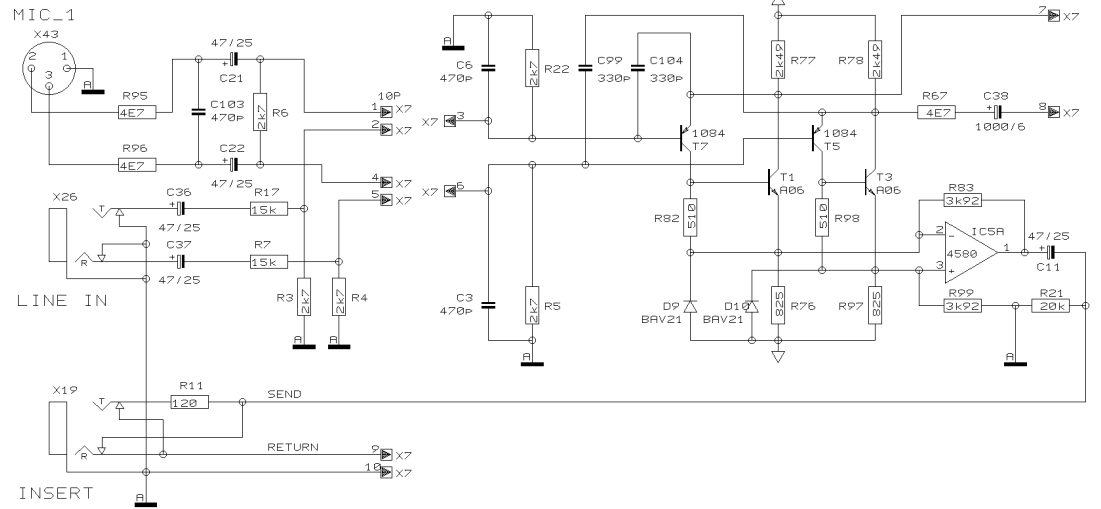 MIC_1
X43
2
1
3
A
R95
4E7
R96
4E7
47/25
+
C21
C103
470p
R6
2k7
C22
47/25
10P
1 X7
2 X7
4 X7
5 X7
X26
T
R
C36
+
47/25
R17
15k
C37
47/25
R7
15k
LINE IN
R3
2k7
R4
2k7
A
A
X19
T
R
R11
120
SEND
RETURN
9 X7
10 X7
INSERT
A
A
C6
470p
R22
2k7
C99
330p
C104
330p
X7 3
X7 6
C3
470p
R5
2k7
A
1084
T7
1084
T5
R77
2k49
R78
2k49
7 X7
R67
4E7
C38
+
1000/6
8 X7
T1
A06
T3
A06
R82
510
R98
510
D9
BAV21
D10
BAV21
R76
825
R97
825
R83
3k92
IC5A
4580
2
-
3
+
1
47/25
+
C11
R99
3k92
R21
20k
A